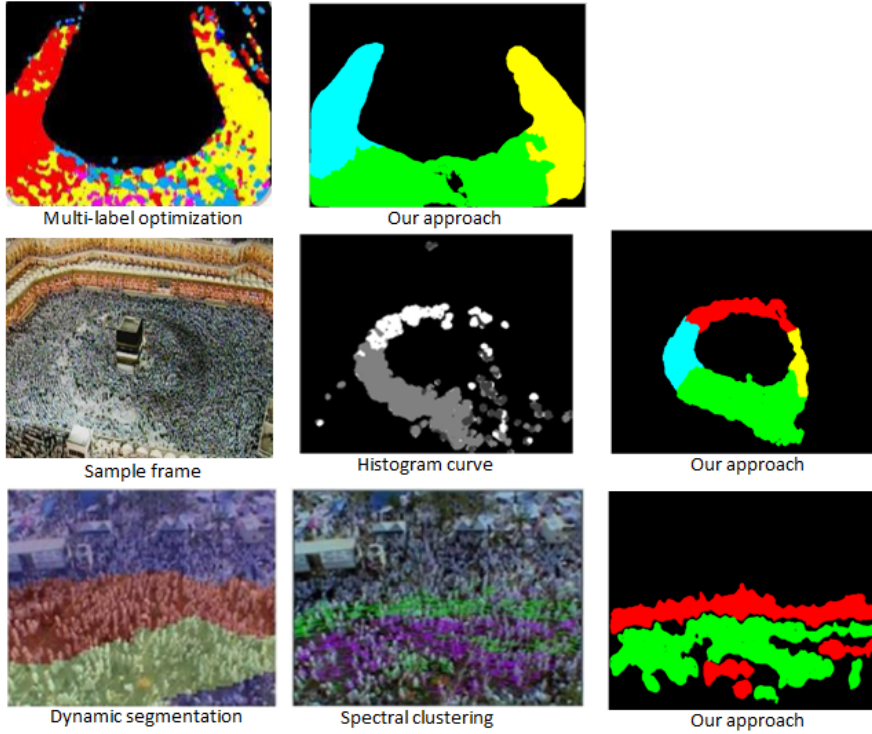 Multi-label optimization
Our approach
Sample frame
Histogram curve
Our approach
Dynamic segmentation
Spectral clustering
Our approach